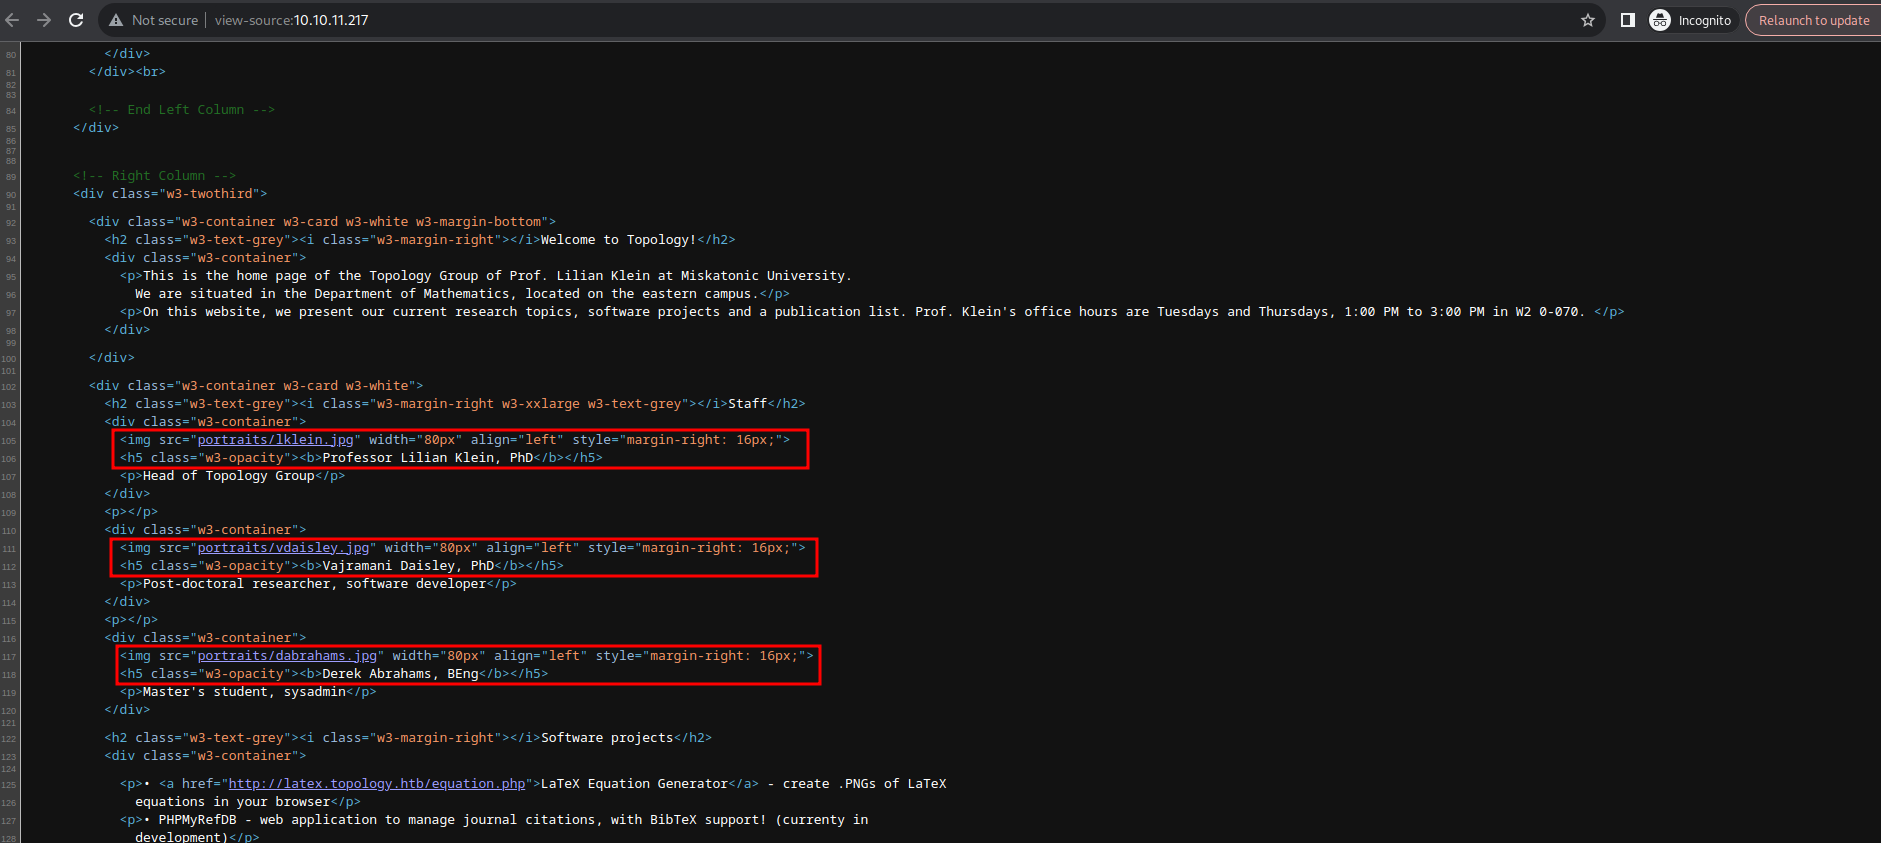 Not secure | view-source:10.10.11.217 Incognito Relaunch to update
80 </div>
81 </div><br>
82
83
84 <!-- End Left Column -->
85 </div>
86
87
88
89 <!-- Right Column -->
90 <div class="w3-twothird">
91
92 <div class="w3-container w3-card w3-white w3-margin-bottom">
93 <h2 class="w3-text-grey"><i class="w3-margin-right"></i>Welcome to Topology!</h2>
94 <div class="w3-container">
95 <p>This is the home page of the Topology Group of Prof. Lilian Klein at Miskatonic University.
96 We are situated in the Department of Mathematics, located on the eastern campus.</p>
97 <p>On this website, we present our current research topics, software projects and a publication list. Prof. Klein's office hours are Tuesdays and Thursdays, 1:00 PM to 3:00 PM in W2 0-070. </p>
98 </div>
99
100 </div>
101
102 <div class="w3-container w3-card w3-white">
103 <h2 class="w3-text-grey"><i class="w3-margin-right w3-xxlarge w3-text-grey"></i>Staff</h2>
104 <div class="w3-container">
105 <img src="portraits/lklein.jpg" width="80px" align="left" style="margin-right: 16px;">
106 <h5 class="w3-opacity"><b>Professor Lilian Klein, PhD</b></h5>
107 <p>Head of Topology Group</p>
108 </div>
109 <p></p>
110 <div class="w3-container">
111 <img src="portraits/vdaisley.jpg" width="80px" align="left" style="margin-right: 16px;">
112 <h5 class="w3-opacity"><b>Vajramani Daisley, PhD</b></h5>
113 <p>Post-doctoral researcher, software developer</p>
114 </div>
115 <p></p>
116 <div class="w3-container">
117 <img src="portraits/dabrahams.jpg" width="80px" align="left" style="margin-right: 16px;">
118 <h5 class="w3-opacity"><b>Derek Abrahams, BEng</b></h5>
119 <p>Master's student, sysadmin</p>
120 </div>
121
122 <h2 class="w3-text-grey"><i class="w3-margin-right"></i>Software projects</h2>
123 <div class="w3-container">
124
125 <p>• <a href="http://latex.topology.htb/equation.php">LaTeX Equation Generator</a> - create .PNGs of LaTeX
126 equations in your browser</p>
127 <p>• PHPMyRefDB - web application to manage journal citations, with BibTeX support! (currenty in
128 development)</p>